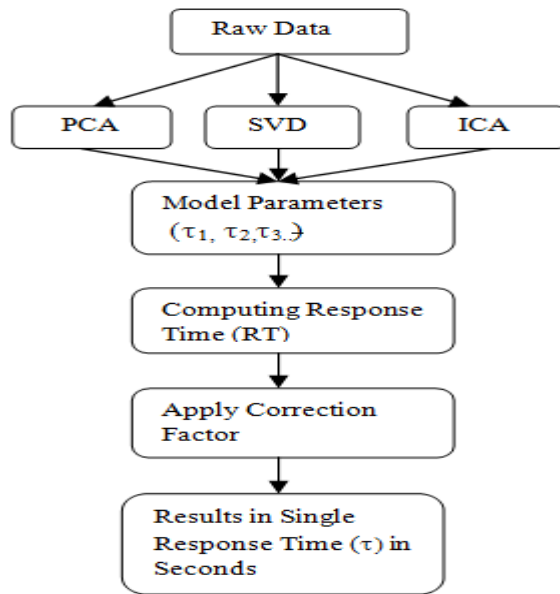 Raw Data
PCA
SVD
ICA
Model Parameters
(τ1, τ2,τ3..)
Computing Response
Time (RT)
Apply Correction
Factor
Results in Single
Response Time (τ) in
Seconds